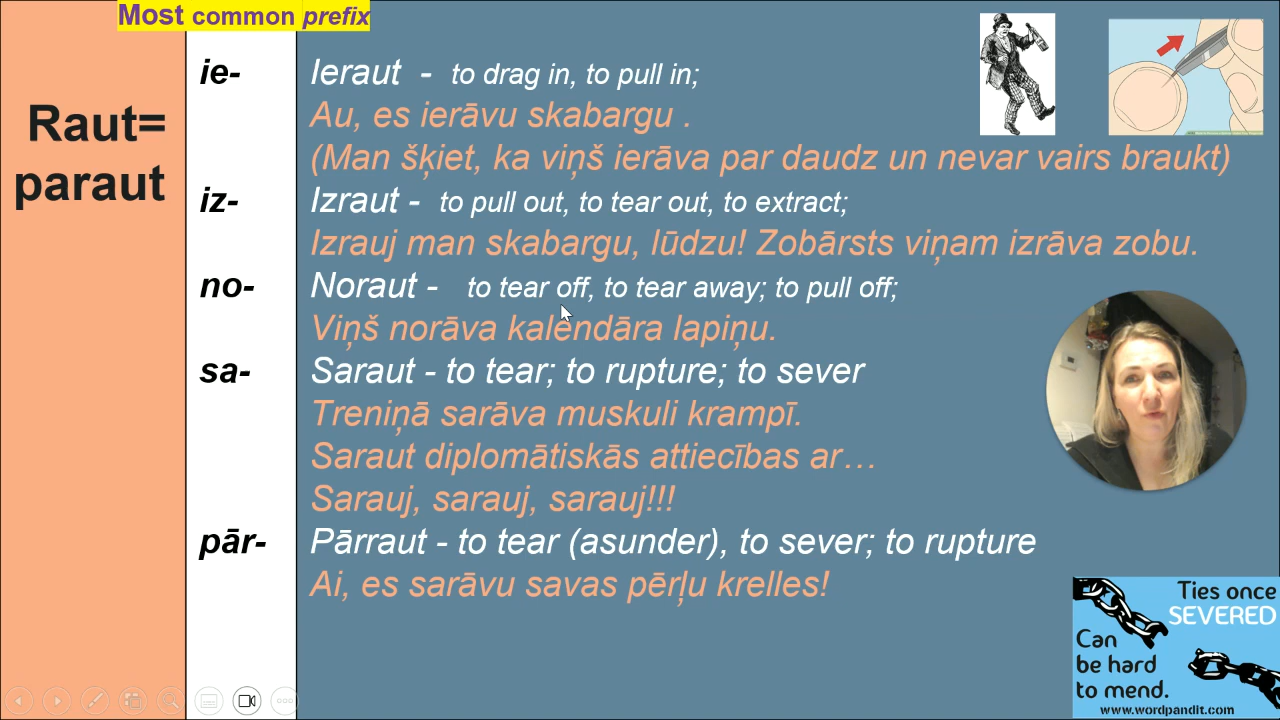 Most common prefix
Raut=
paraut
ie-
Ieraut - to drag in, to pull in;
Au, es ierāvu skabargu .
(Man šķiet, ka viņš ierāva par daudz un nevar vairs braukt)
iz-
Izraut - to pull out, to tear out, to extract;
Izrauj man skabargu, lūdzu! Zobārsts viņam izrāva zobu.
no-
Noraut - to tear off, to tear away; to pull off;
Viņš norāva kalendāra lapiņu.
sa-
Saraut - to tear; to rupture; to sever
Treniņā sarāva muskuli krampī.
Saraut diplomātiskās attiecības ar…
Sarauj, sarauj, sarauj!!!
pār-
Pārraut - to tear (asunder), to sever; to rupture
Ai, es sarāvu savas pērļu krelles!
Ties once
SEVERED
Can
be hard
to mend.
www.wordpandit.com